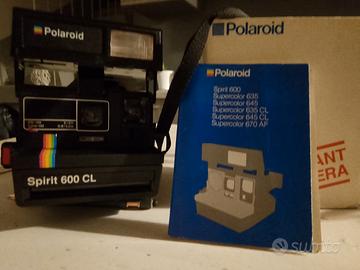 Polaroid
Spirit 600 CL
Polaroid
Polaroid
Spirit 600
Supercolor 635
Supercolor 645
Supercolor 635 CL
Supercolor 645 CL
Supercolor 670 AF
ANT
ERA
subito